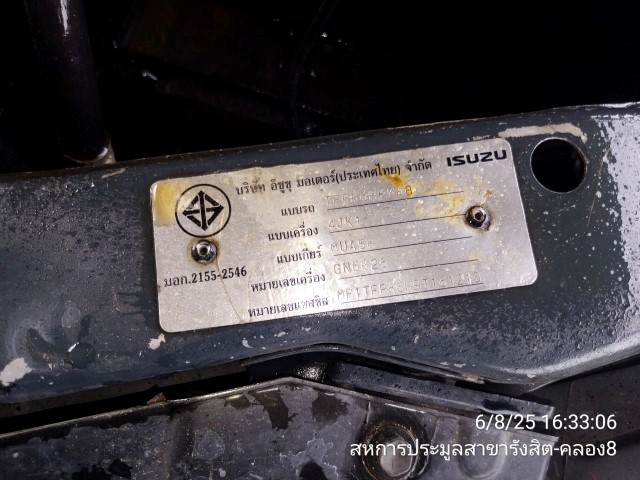 บริษัท อีซูซุ มอเตอร์(ประเทศไทย) จำกัด ISUZU
แบบรถ
แบบเครื่อง 4JK1
แบบเกียร์
มอก.2155-2546
หมายเลขเครื่อง
หมายเลขแชสซิส
6/8/25 16:33:06
สหการประมูลสาขารังสิต-คลอง8